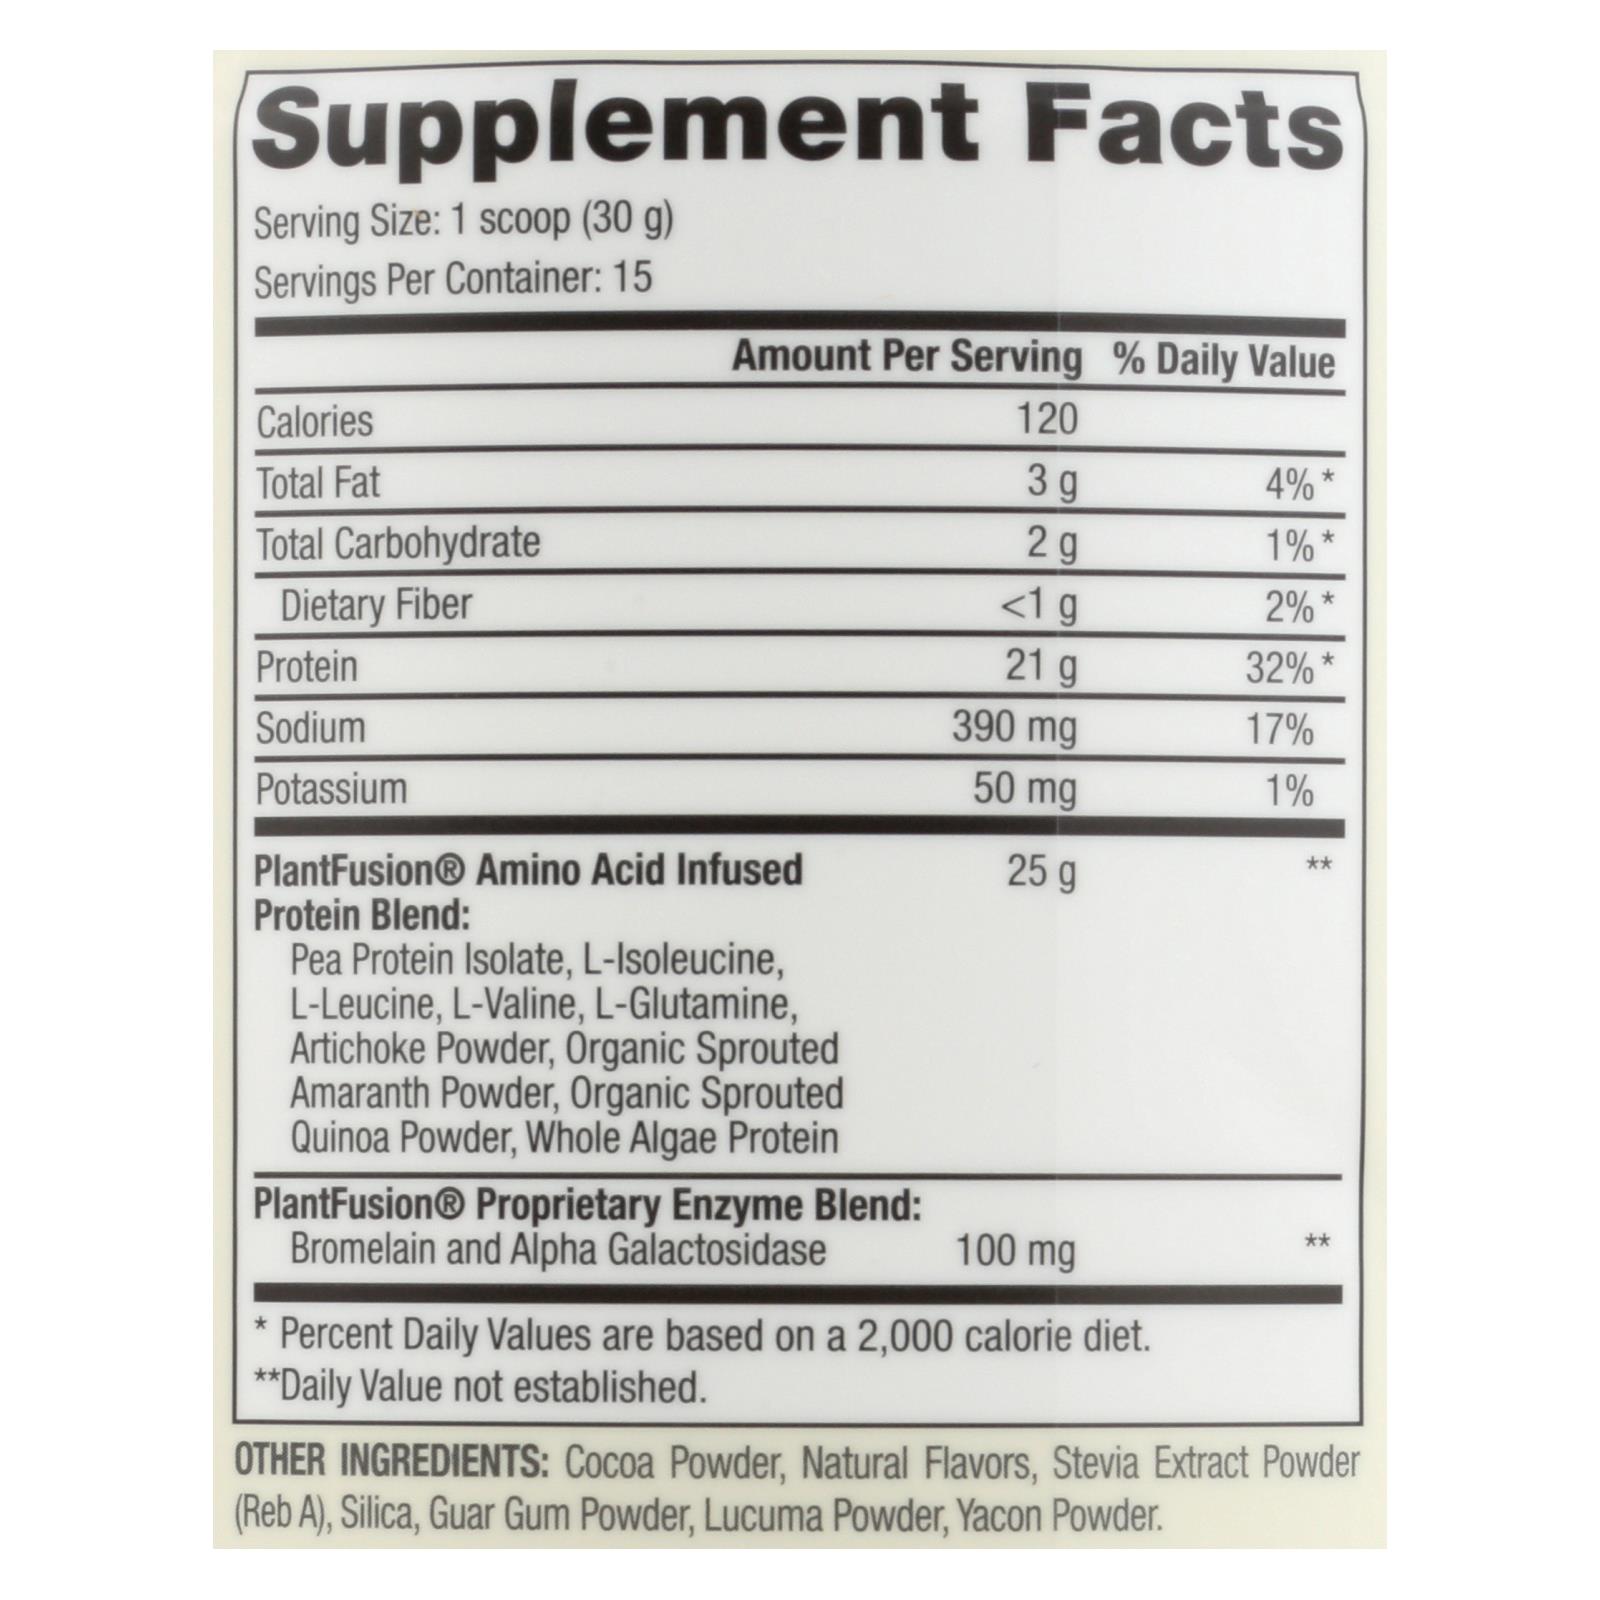 Supplement Facts
Serving Size: 1 scoop (30 g)
Servings Per Container: 15
Amount Per Serving % Daily Value
Calories 120
Total Fat 3 g 4% *
Total Carbohydrate 2 g 1% *
Dietary Fiber <1 g 2% *
Protein 21 g 32% *
Sodium 390 mg 17%
Potassium 50 mg 1%
PlantFusion® Amino Acid Infused 25 g **
Protein Blend:
Pea Protein Isolate, L-Isoleucine,
L-Leucine, L-Valine, L-Glutamine,
Artichoke Powder, Organic Sprouted
Amaranth Powder, Organic Sprouted
Quinoa Powder, Whole Algae Protein
PlantFusion® Proprietary Enzyme Blend:
Bromelain and Alpha Galactosidase 100 mg **
* Percent Daily Values are based on a 2,000 calorie diet.
**Daily Value not established.
OTHER INGREDIENTS: Cocoa Powder, Natural Flavors, Stevia Extract Powder
(Reb A), Silica, Guar Gum Powder, Lucuma Powder, Yacon Powder.